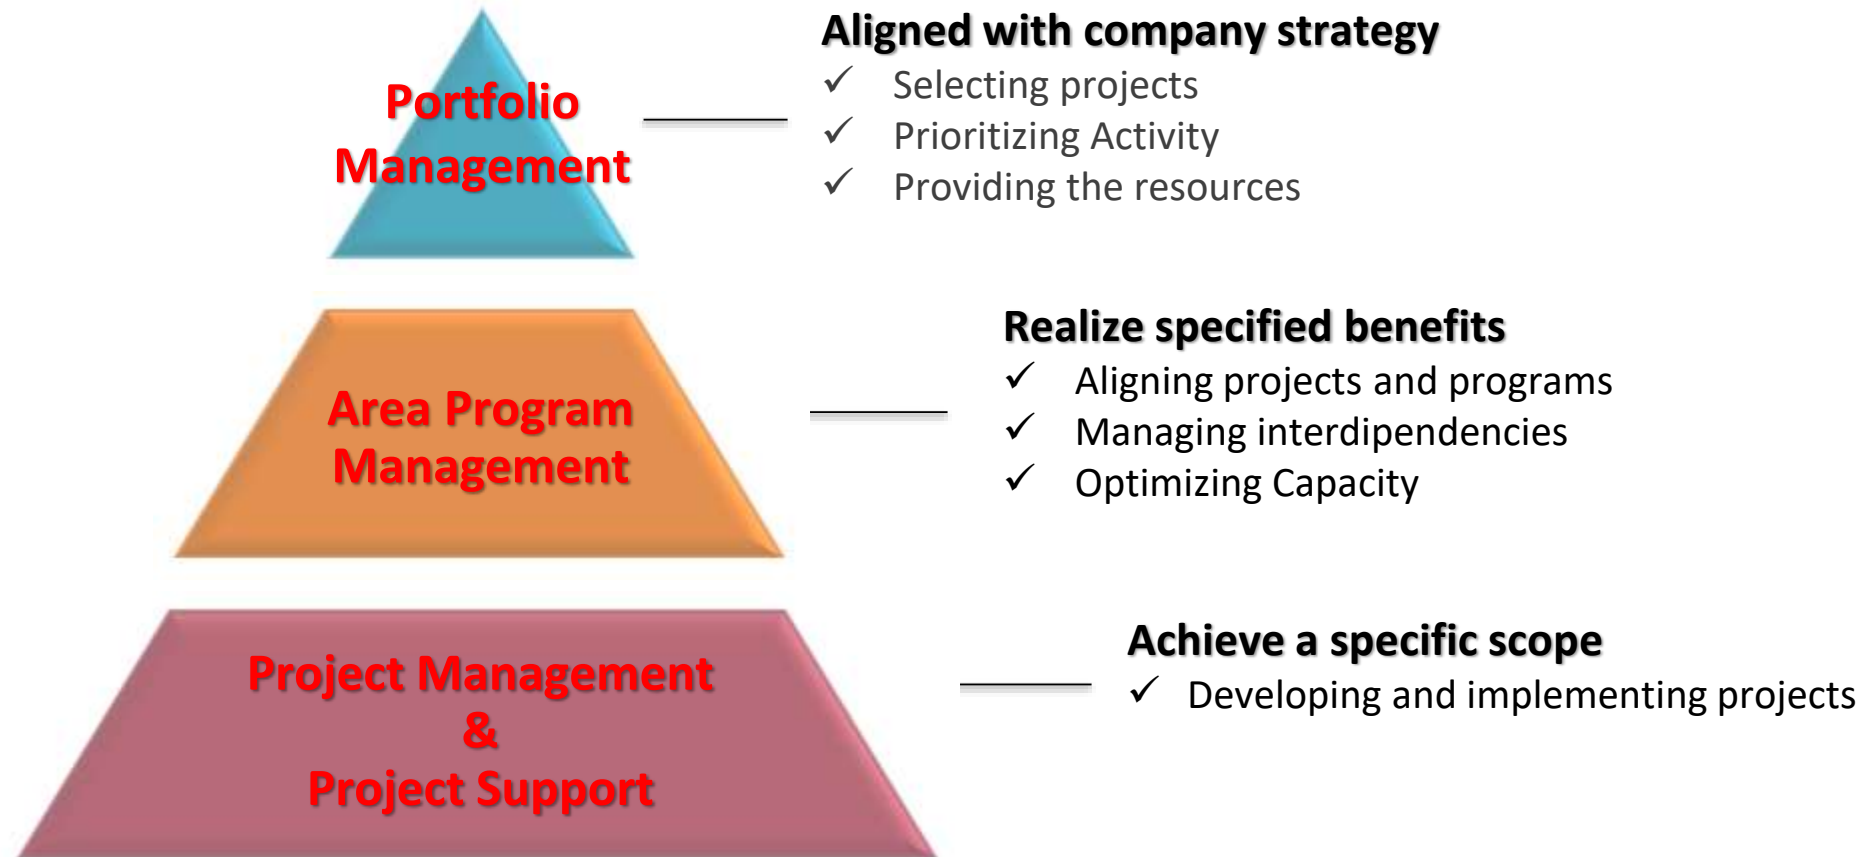 Portfolio
Management
Aligned with company strategy
✓ Selecting projects
✓ Prioritizing Activity
✓ Providing the resources
Area Program
Management
Realize specified benefits
✓ Aligning projects and programs
✓ Managing interdipendencies
✓ Optimizing Capacity
Project Management
&
Project Support
Achieve a specific scope
✓ Developing and implementing projects